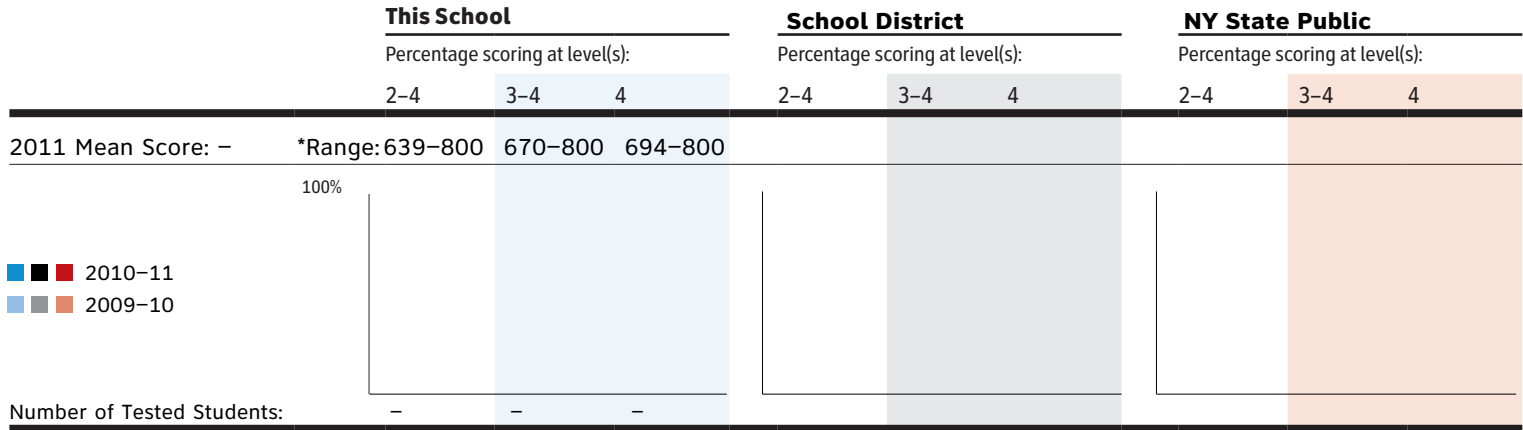 This School School District NY State Public
Percentage scoring at level(s): Percentage scoring at level(s): Percentage scoring at level(s):
2–4 3–4 4 2–4 3–4 4 2–4 3–4 4
2011 Mean Score: – *Range: 639–800 670–800 694–800
100%
2010–11
2009–10
Number of Tested Students: – – –